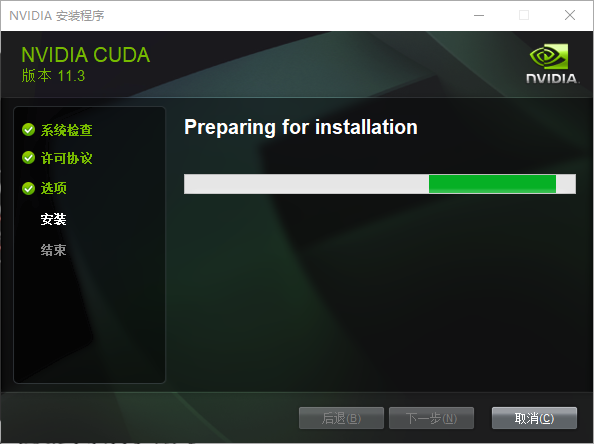 NVIDIA 安装程序
NVIDIA CUDA
版本 11.3
NVIDIA.
系统检查
许可协议
选项
安装
结束
Preparing for installation
后退(B)
下一步(N)
取消(C)